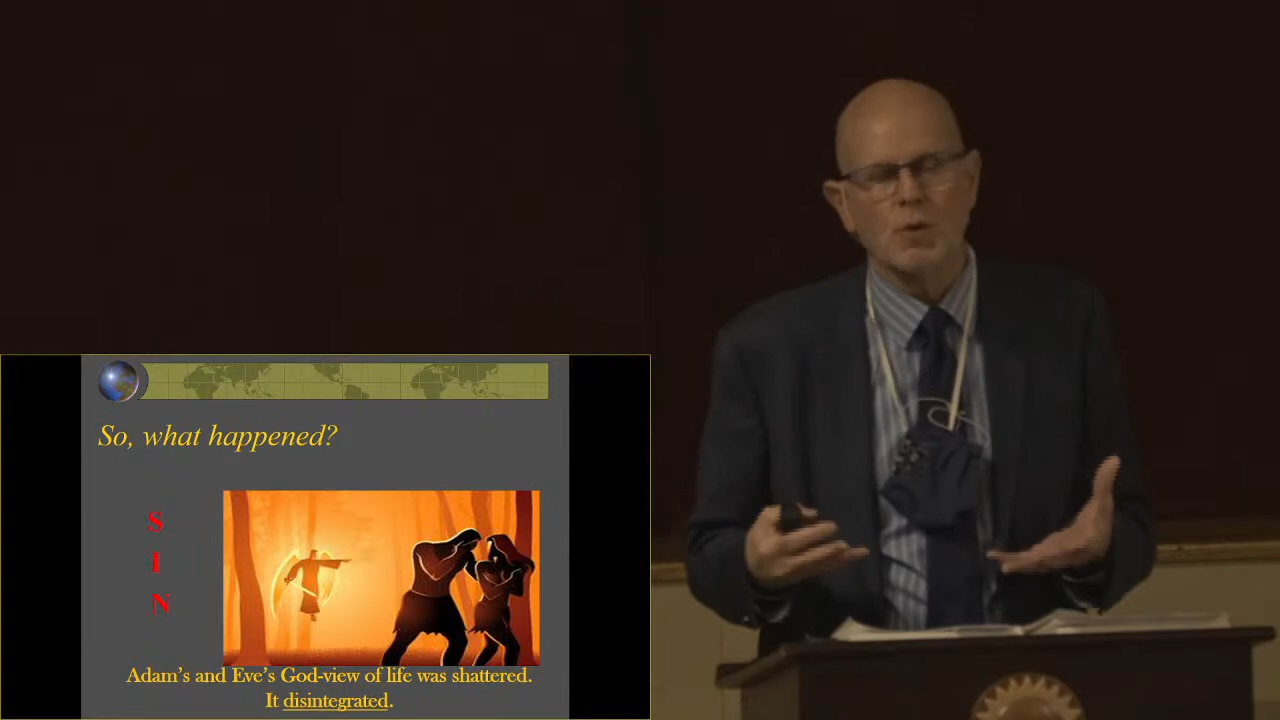 So, what happened?
S
I
N
Adam's and Eve's God-view of life was shattered.
It disintegrated.